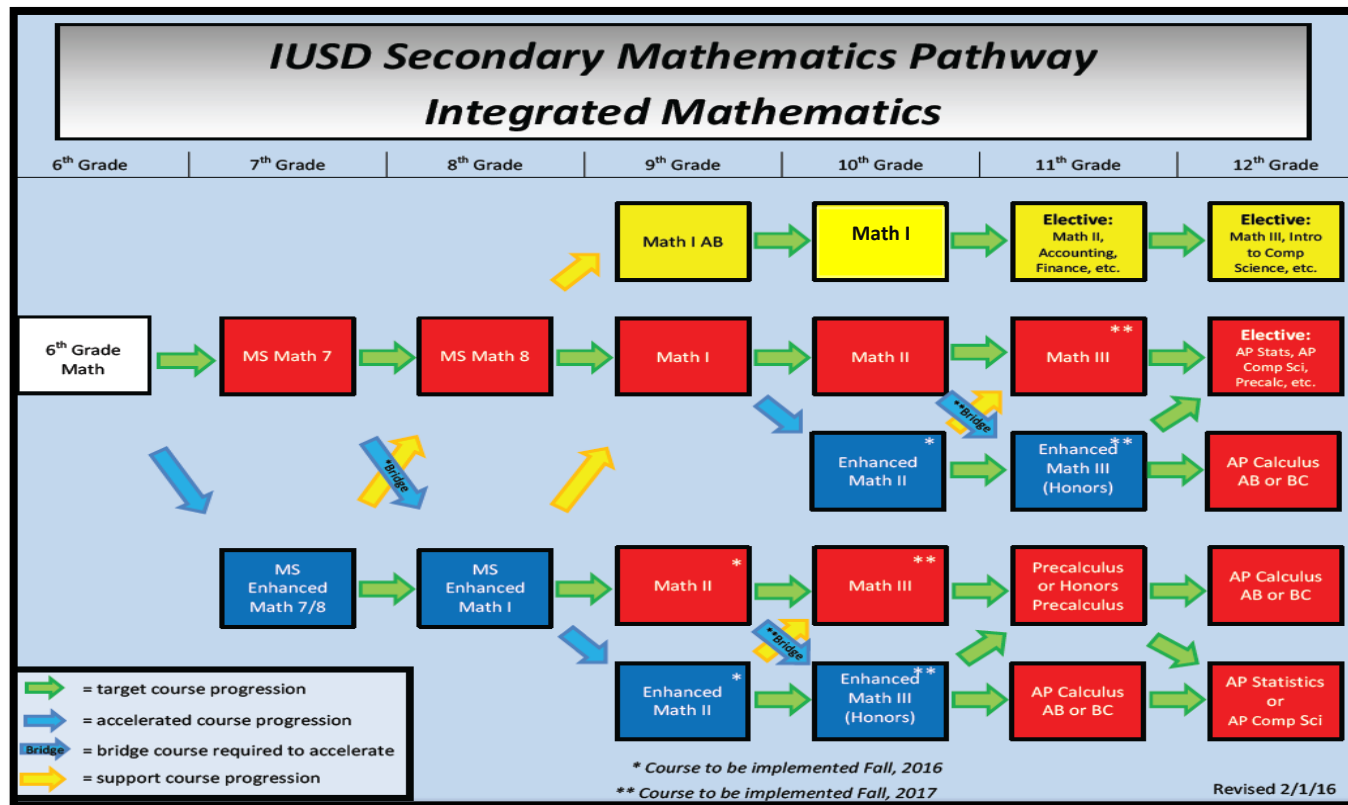 IUSD Secondary Mathematics Pathway
Integrated Mathematics
6th Grade
7th Grade
8th Grade
9th Grade
10th Grade
11th Grade
12th Grade
Math I AB
Math I
Elective:
Math II,
Accounting,
Finance, etc.
Elective:
Math III, Intro
to Comp
Science, etc.
6th Grade
Math
MS Math 7
MS Math 8
Math I
Math II
**
Math III
Elective:
AP Stats, AP
Comp Sci,
Precalc, etc.
*Bridge
**Bridge
*
Enhanced
Math II
**
Enhanced
Math III
(Honors)
AP Calculus
AB or BC
MS
Enhanced
Math 7/8
MS
Enhanced
Math I
*
Math II
**
Math III
Precalculus
or Honors
Precalculus
AP Calculus
AB or BC
**Bridge
*
Enhanced
Math II
**
Enhanced
Math III
(Honors)
AP Calculus
AB or BC
AP Statistics
or
AP Comp Sci
= target course progression
= accelerated course progression
Bridge = bridge course required to accelerate
= support course progression
* Course to be implemented Fall, 2016
** Course to be implemented Fall, 2017
Revised 2/1/16